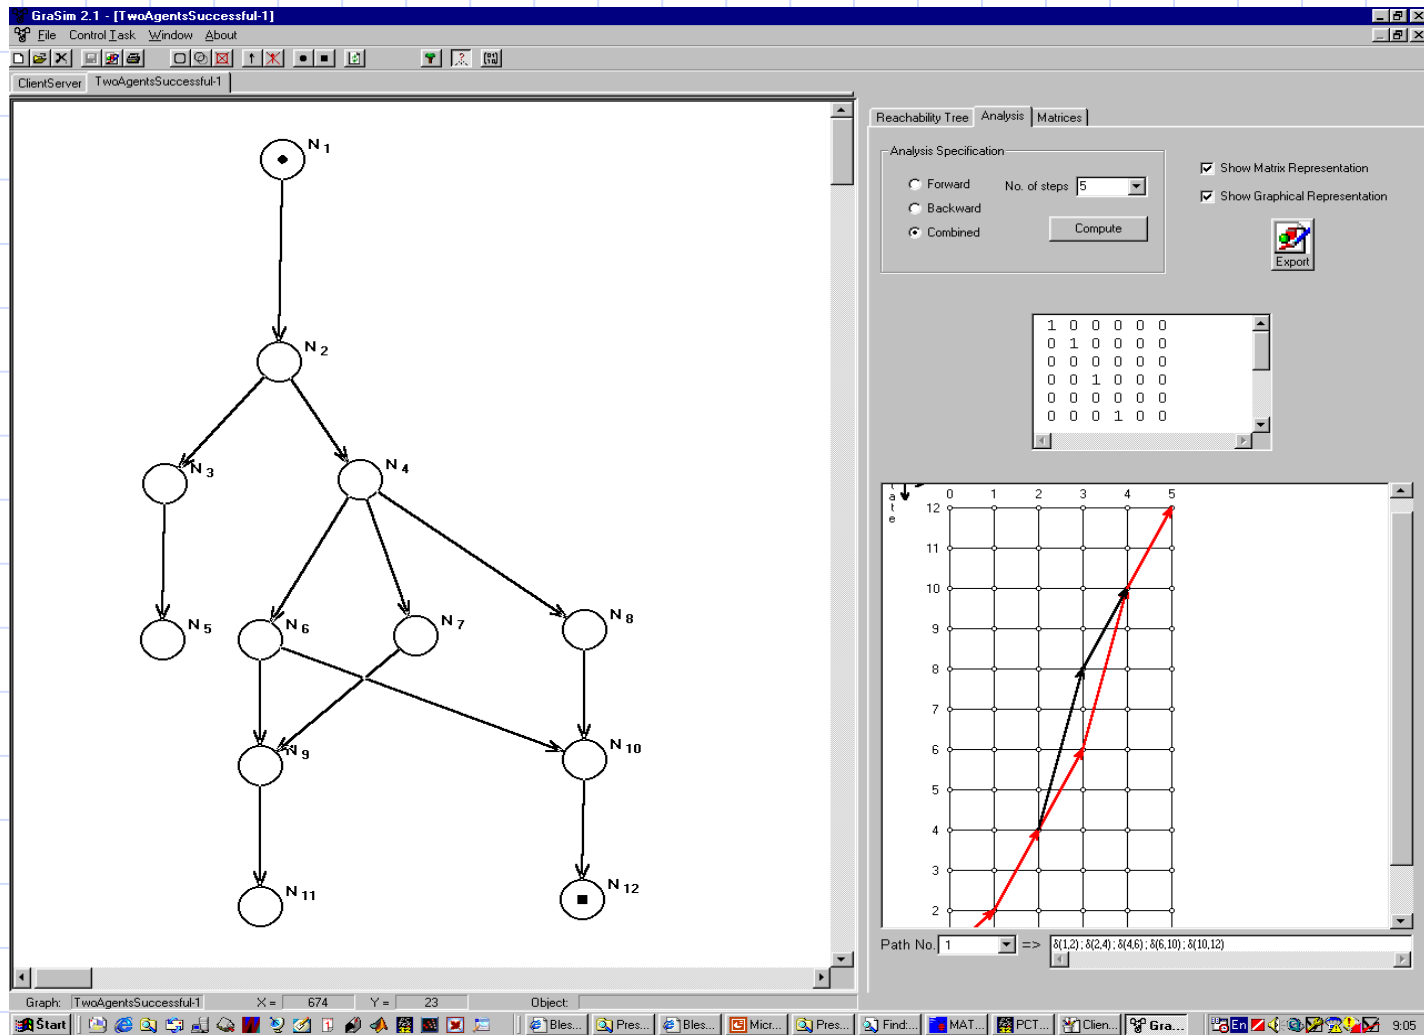 GraSim 2.1 - [TwoAgentsSuccessful-1]
File Control Task Window About
ClientServer TwoAgentsSuccessful-1
N 1
N 2
N 3
N 4
N 5
N 6
N 7
N 8
N 9
N 10
N 11
N 12
Reachability Tree Analysis Matrices
Analysis Specification
Forward No. of steps 5
Backward
Combined Compute
Show Matrix Representation
Show Graphical Representation
Export
1 0 0 0 0 0
0 1 0 0 0 0
0 0 0 0 0 0
0 0 1 0 0 0
0 0 0 0 0 0
0 0 0 1 0 0
t
a
t
e
0 1 2 3 4 5
12
11
10
9
8
7
6
5
4
3
2
Path No. 1 => δ(1,2) ; δ(2,4) ; δ(4,6) ; δ(6,10) ; δ(10,12)
Graph: TwoAgentsSuccessful-1 X = 674 Y = 23 Object:
Štart Bles... Pres... Bles... Micr... Pres... Find:... MAT... PCT... Clien... Gra... En 9:05